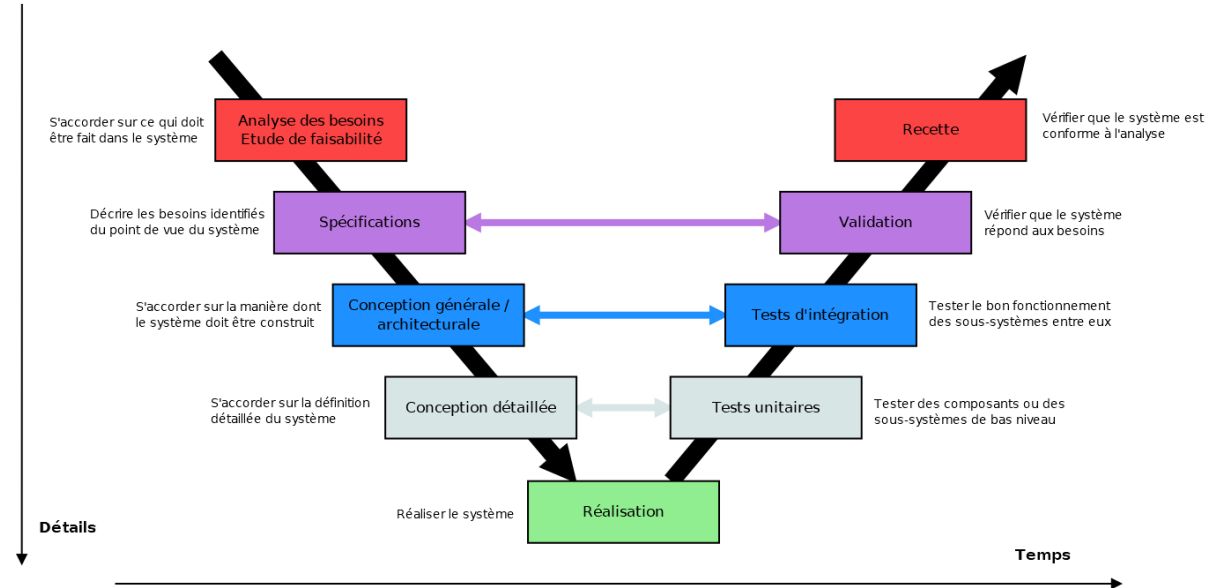 S'accorder sur ce qui doit
être fait dans le système
Analyse des besoins
Etude de faisabilité
Recette
Vérifier que le système est
conforme à l'analyse
Décrire les besoins identifiés
du point de vue du système
Spécifications
Validation
Vérifier que le système
répond aux besoins
S'accorder sur la manière dont
le système doit être construit
Conception générale /
architecturale
Tests d'intégration
Tester le bon fonctionnement
des sous-systèmes entre eux
S'accorder sur la définition
détaillée du système
Conception détaillée
Tests unitaires
Tester des composants ou des
sous-systèmes de bas niveau
Réaliser le système
Réalisation
Détails
Temps